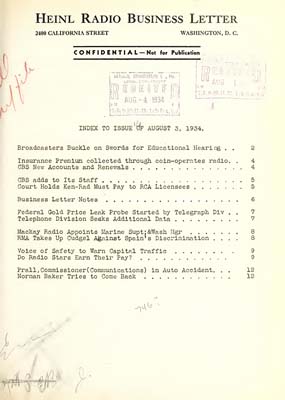 HEINL RADIO BUSINESS LETTER
2400 CALIFORNIA STREET WASHINGTON, D. C.
CONFIDENTIAL—Not for Publication
RECEIVED
AUG - 4 1934
RECEIVED
AUG
INDEX TO ISSUE OF AUGUST 3, 1934.
Broadcasters Buckle on Swords for Educational Hearing . . 2
Insurance Premium collected through coin-operates radio. . 4
CBS New Accounts and Renewals . . . . . . . . . . . . . . 4
CBS adds to Its Staff . . . . . . . . . . . . . . . . . . 5
Court Holds Ken-Rad Must Pay to RCA Licensees . . . . . . . 5
Business Letter Notes . . . . . . . . . . . . . . . . . . 6
Federal Gold Price Leak Probe Started by Telegraph Div . . 7
Telephone Division Seeks Additional Data . . . . . . . . . 7
Mackay Radio Appoints Marine Supt;&Wash Mgr . . . . . . . . 8
RMA Takes Up Cudgel Against Spain's Discrimination . . . . 8
Voice of Safety to Warn Capital Traffic . . . . . . . . 9
Do Radio Stars Earn Their Pay? . . . . . . . . . . . . 9
Prall,Commissioner(Communications) in Auto Accident. . . 12
Norman Baker Tries to Come Back . . . . . . . . . . . . 12